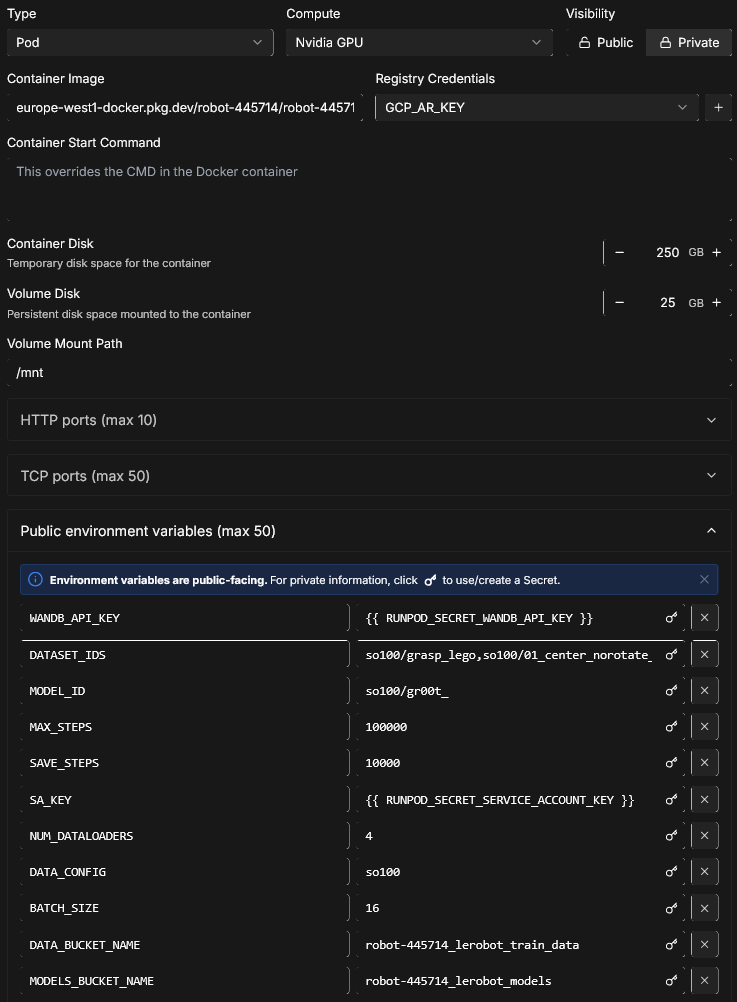 Type
Compute
Visibility
Pod
Nvidia GPU
Public
Private
Container Image
Registry Credentials
europe-west1-docker.pkg.dev/robot-445714/robot-44571
GCP_AR_KEY
+
Container Start Command
This overrides the CMD in the Docker container
Container Disk
Temporary disk space for the container
− 250 GB +
Volume Disk
Persistent disk space mounted to the container
− 25 GB +
Volume Mount Path
/mnt
HTTP ports (max 10)
TCP ports (max 50)
Public environment variables (max 50)
Environment variables are public-facing. For private information, click to use/create a Secret.
WANDB_API_KEY {{ RUNPOD_SECRET_WANDB_API_KEY }}
DATASET_IDS so100/grasp_lego,so100/01_center_norotate_
MODEL_ID so100/gr00t_
MAX_STEPS 100000
SAVE_STEPS 10000
SA_KEY {{ RUNPOD_SECRET_SERVICE_ACCOUNT_KEY }}
NUM_DATALOADERS 4
DATA_CONFIG so100
BATCH_SIZE 16
DATA_BUCKET_NAME robot-445714_lerobot_train_data
MODELS_BUCKET_NAME robot-445714_lerobot_models